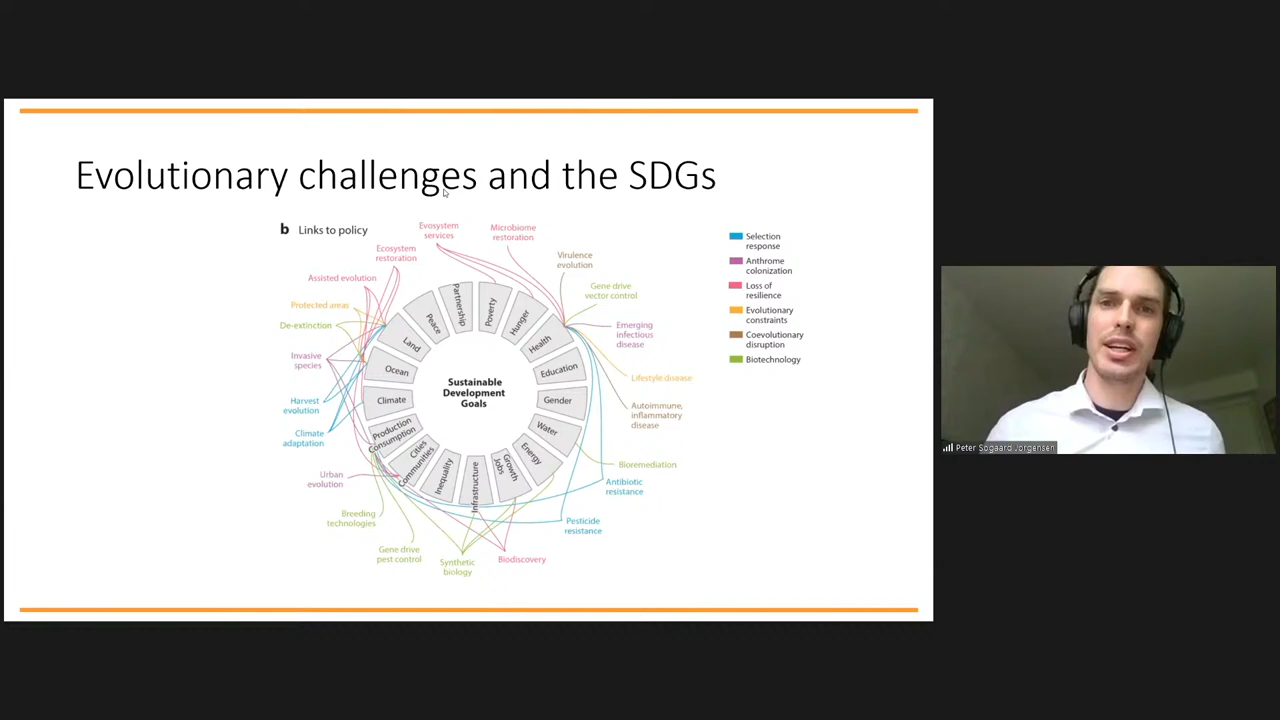 Evolutionary challenges and the SDGs
b Links to policy
Evosystem
services
Microbiome
restoration
Ecosystem
restoration
Virulence
evolution
Assisted evolution
Gene drive
vector control
Protected areas
De-extinction
Emerging
infectious
disease
Invasive
species
Lifestyle disease
Harvest
evolution
Autoimmune,
inflammatory
disease
Climate
adaptation
Bioremediation
Urban
evolution
Antibiotic
resistance
Breeding
technologies
Pesticide
resistance
Gene drive
pest control
Synthetic
biology
Biodiscovery
Partnership
Poverty
Hunger
Health
Education
Gender
Water
Energy
Growth
Jobs
Infrastructure
Inequality
Cities
Communities
Production
Consumption
Climate
Ocean
Land
Peace
Sustainable
Development
Goals
Selection
response
Anthrome
colonization
Loss of
resilience
Evolutionary
constraints
Coevolutionary
disruption
Biotechnology
Peter Søgaard Jørgensen